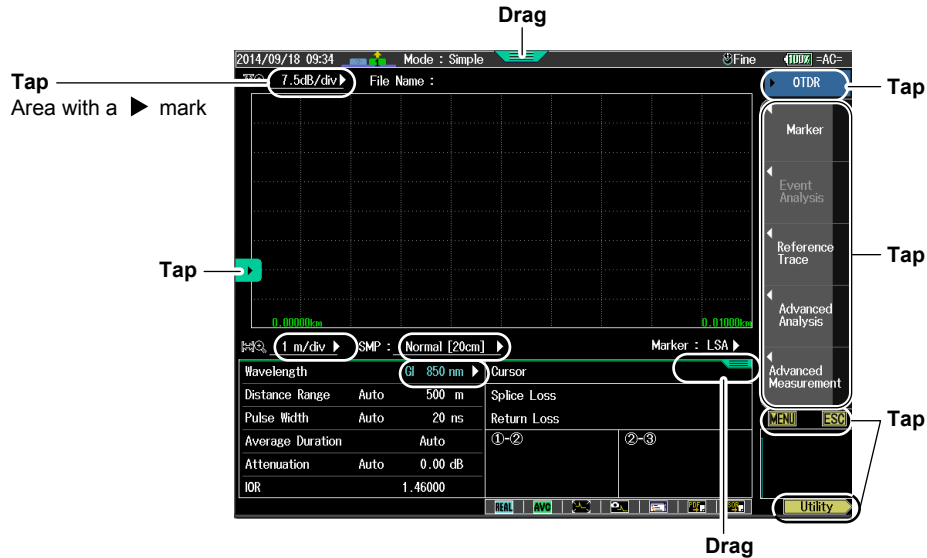 Drag
2014/09/18 09:34 Mode : Simple Fine 100% =AC=
Tap
Area with a ▶ mark
7.5dB/div▶ File Name :
OTDR
Tap
Marker
Event
Analysis
Reference
Trace
Tap
Tap
Advanced
Analysis
0.00000km 0.01000km
1 m/div ▶ SMP : Normal [20cm] ▶ Marker : LSA▶
Advanced
Measurement
Wavelength GI 850 nm ▶ Cursor
Distance Range Auto 500 m Splice Loss
Pulse Width Auto 20 ns Return Loss
MENU ESC
Tap
Average Duration Auto ①-② ②-③
Attenuation Auto 0.00 dB
IOR 1.46000
REAL AVG Utility
Drag